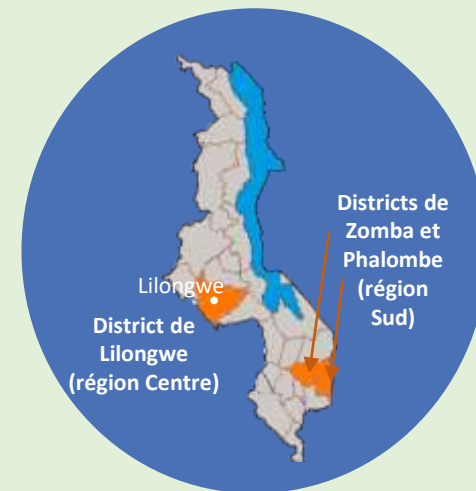 Districts de
Zomba et
Phalombe
(région
Sud)
Lilongwe
District de
Lilongwe
(région Centre)